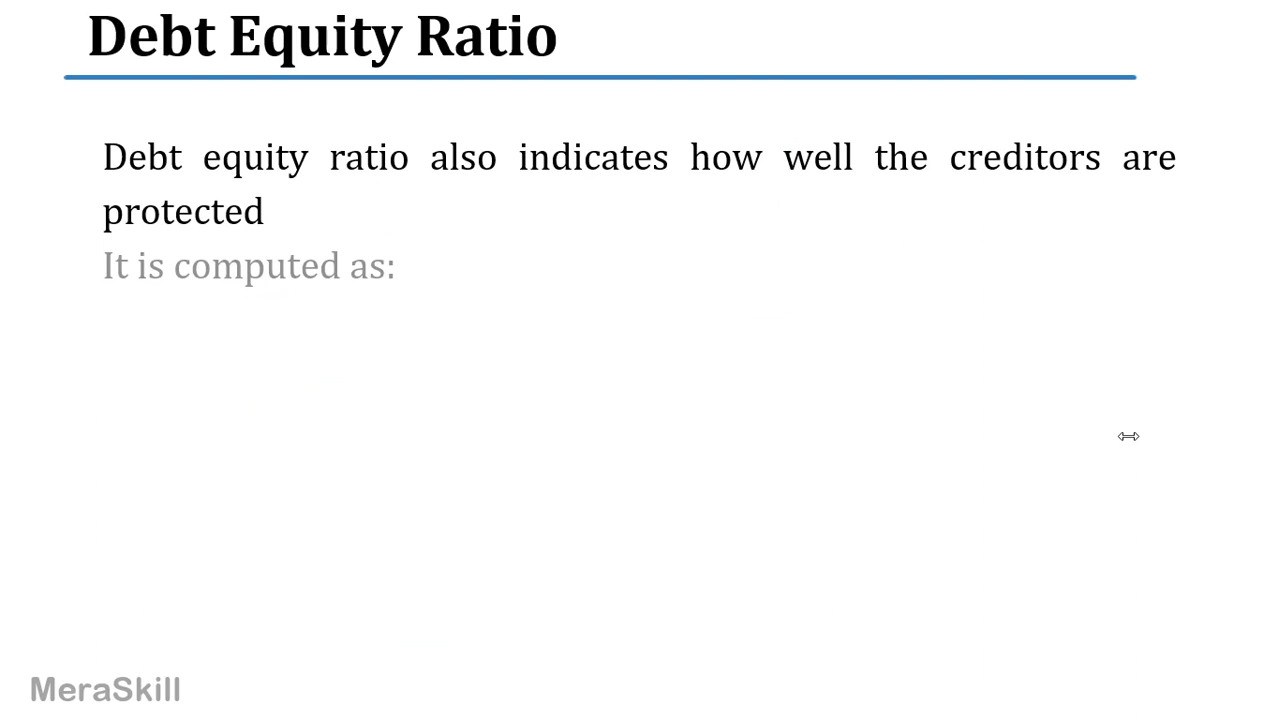 Debt Equity Ratio
Debt equity ratio also indicates how well the creditors are
protected
It is computed as:
MeraSkill